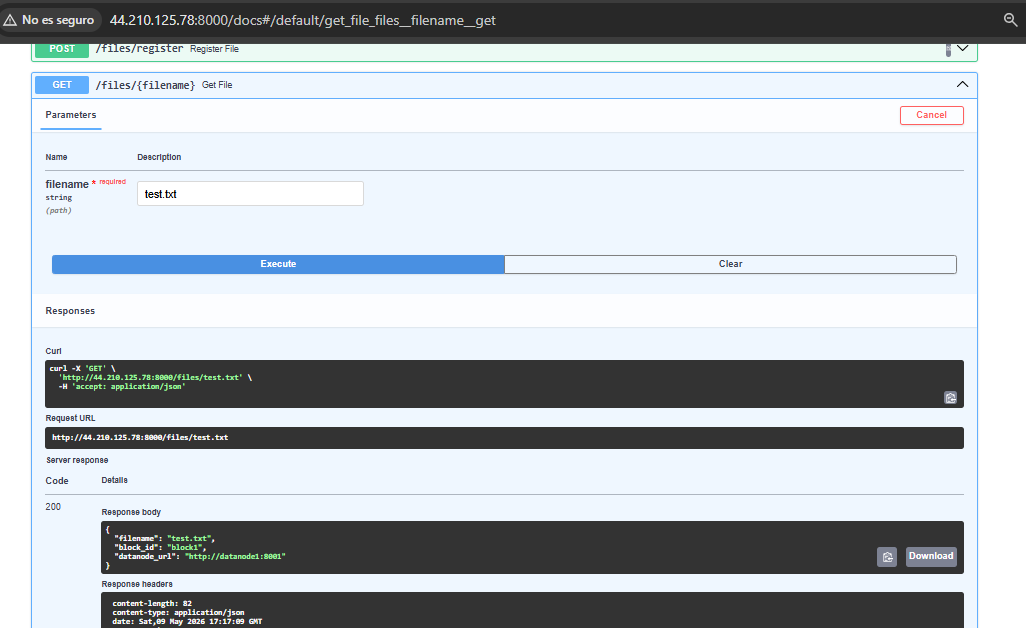 No es seguro 44.210.125.78:8000/docs#/default/get_file_files__filename__get
POST /files/register Register File
GET /files/{filename} Get File
Parameters
Cancel
Name Description
filename * required
string
(path)
test.txt
Execute
Clear
Responses
Curl
curl -X 'GET' \
'http://44.210.125.78:8000/files/test.txt' \
-H 'accept: application/json'
Request URL
http://44.210.125.78:8000/files/test.txt
Server response
Code Details
200
Response body
{
"filename": "test.txt",
"block_id": "block1",
"datanode_url": "http://datanode1:8001"
}
Download
Response headers
content-length: 82
content-type: application/json
date: Sat,09 May 2026 17:17:09 GMT